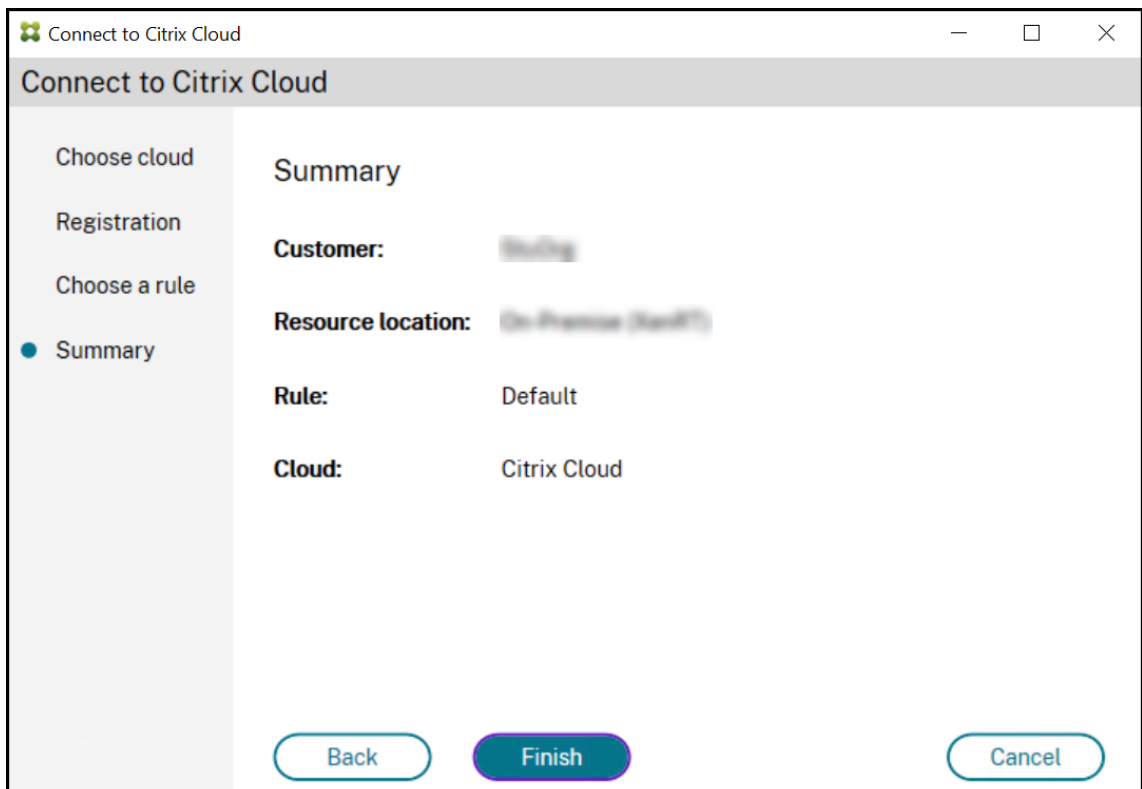 Connect to Citrix Cloud
Connect to Citrix Cloud
Choose cloud
Registration
Choose a rule
Summary
Summary
Customer:
Resource location:
Rule: Default
Cloud: Citrix Cloud
Back Finish Cancel